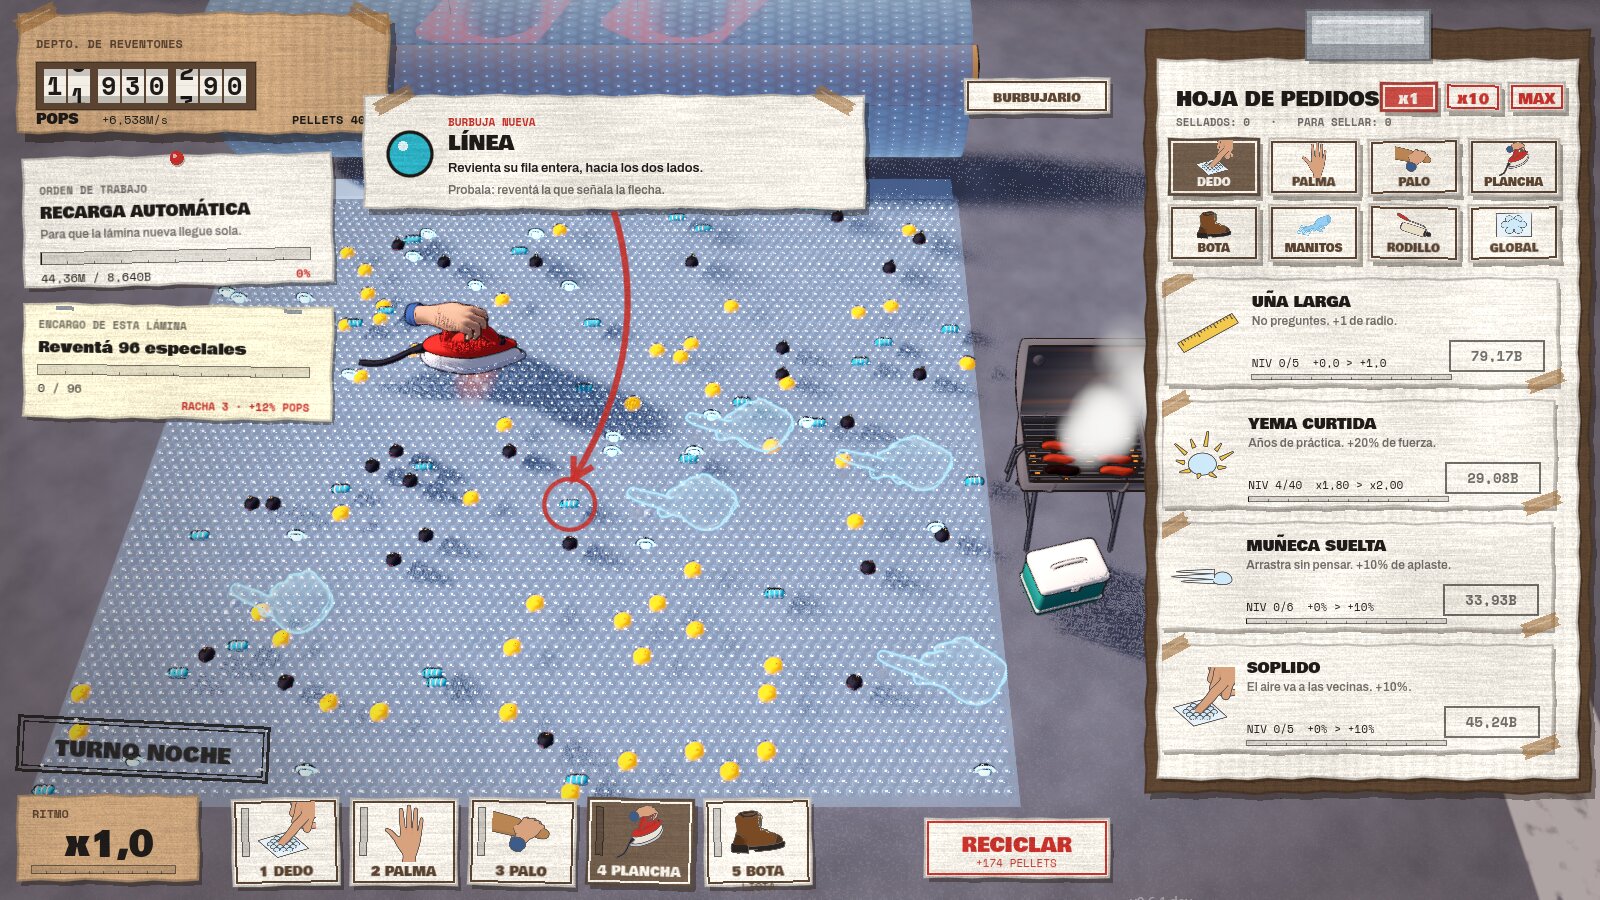 DEPTO. DE REVENTONES
POPS +6,538M/s PELLETS 40
ORDEN DE TRABAJO
RECARGA AUTOMÁTICA
Para que la lámina nueva llegue sola.
44,36M / 8.640B 0%
ENCARGO DE ESTA LÁMINA
Reventá 96 especiales
0 / 96
RACHA 3 · +12% POPS
BURBUJA NUEVA
LÍNEA
Revienta su fila entera, hacia los dos lados.
Probala: reventá la que señala la flecha.
BURBUJARIO
HOJA DE PEDIDOS
x1 x10 MAX
SELLADOS: 0 · PARA SELLAR: 0
DEDO PALMA PALO PLANCHA
BOTA MANITOS RODILLO GLOBAL
UÑA LARGA
No preguntes. +1 de radio.
NIV 0/5 +0,0 > +1,0
79,17B
YEMA CURTIDA
Años de práctica. +20% de fuerza.
NIV 4/40 x1,80 > x2,00
29,08B
MUÑECA SUELTA
Arrastra sin pensar. +10% de aplaste.
NIV 0/6 +0% > +10%
33,93B
SOPLIDO
El aire va a las vecinas. +10%.
NIV 0/5 +0% > +10%
45,24B
TURNO NOCHE
RITMO
x1,0
1 DEDO
2 PALMA
3 PALO
4 PLANCHA
5 BOTA
RECICLAR
+174 PELLETS